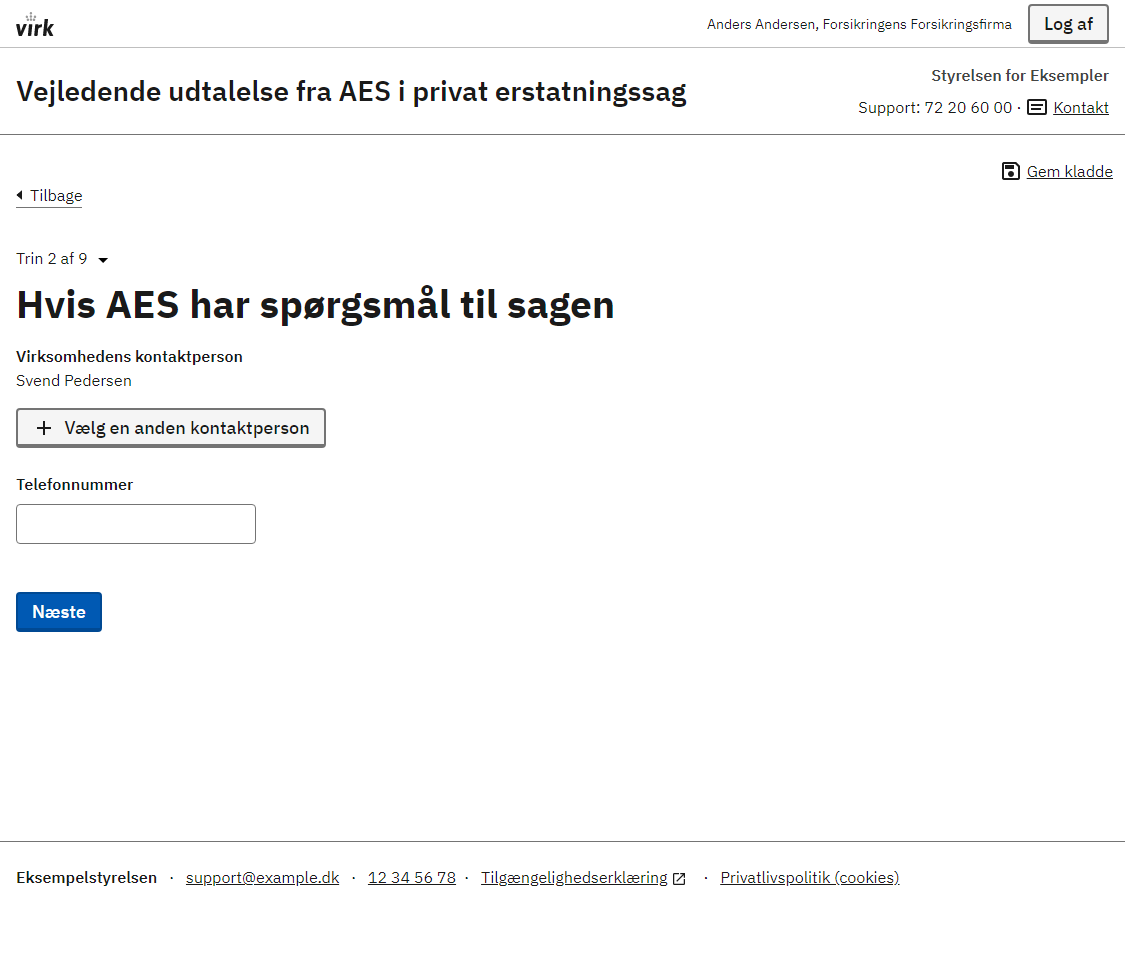 virk
Anders Andersen, Forsikringens Forsikringsfirma
Log af
Vejledende udtalelse fra AES i privat erstatningssag
Styrelsen for Eksempler
Support: 72 20 60 00 · Kontakt
Gem kladde
Tilbage
Trin 2 af 9
Hvis AES har spørgsmål til sagen
Virksomhedens kontaktperson
Svend Pedersen
Vælg en anden kontaktperson
Telefonnummer
Næste
Eksempelstyrelsen · support@example.dk · 12 34 56 78 · Tilgængelighedserklæring · Privatlivspolitik (cookies)